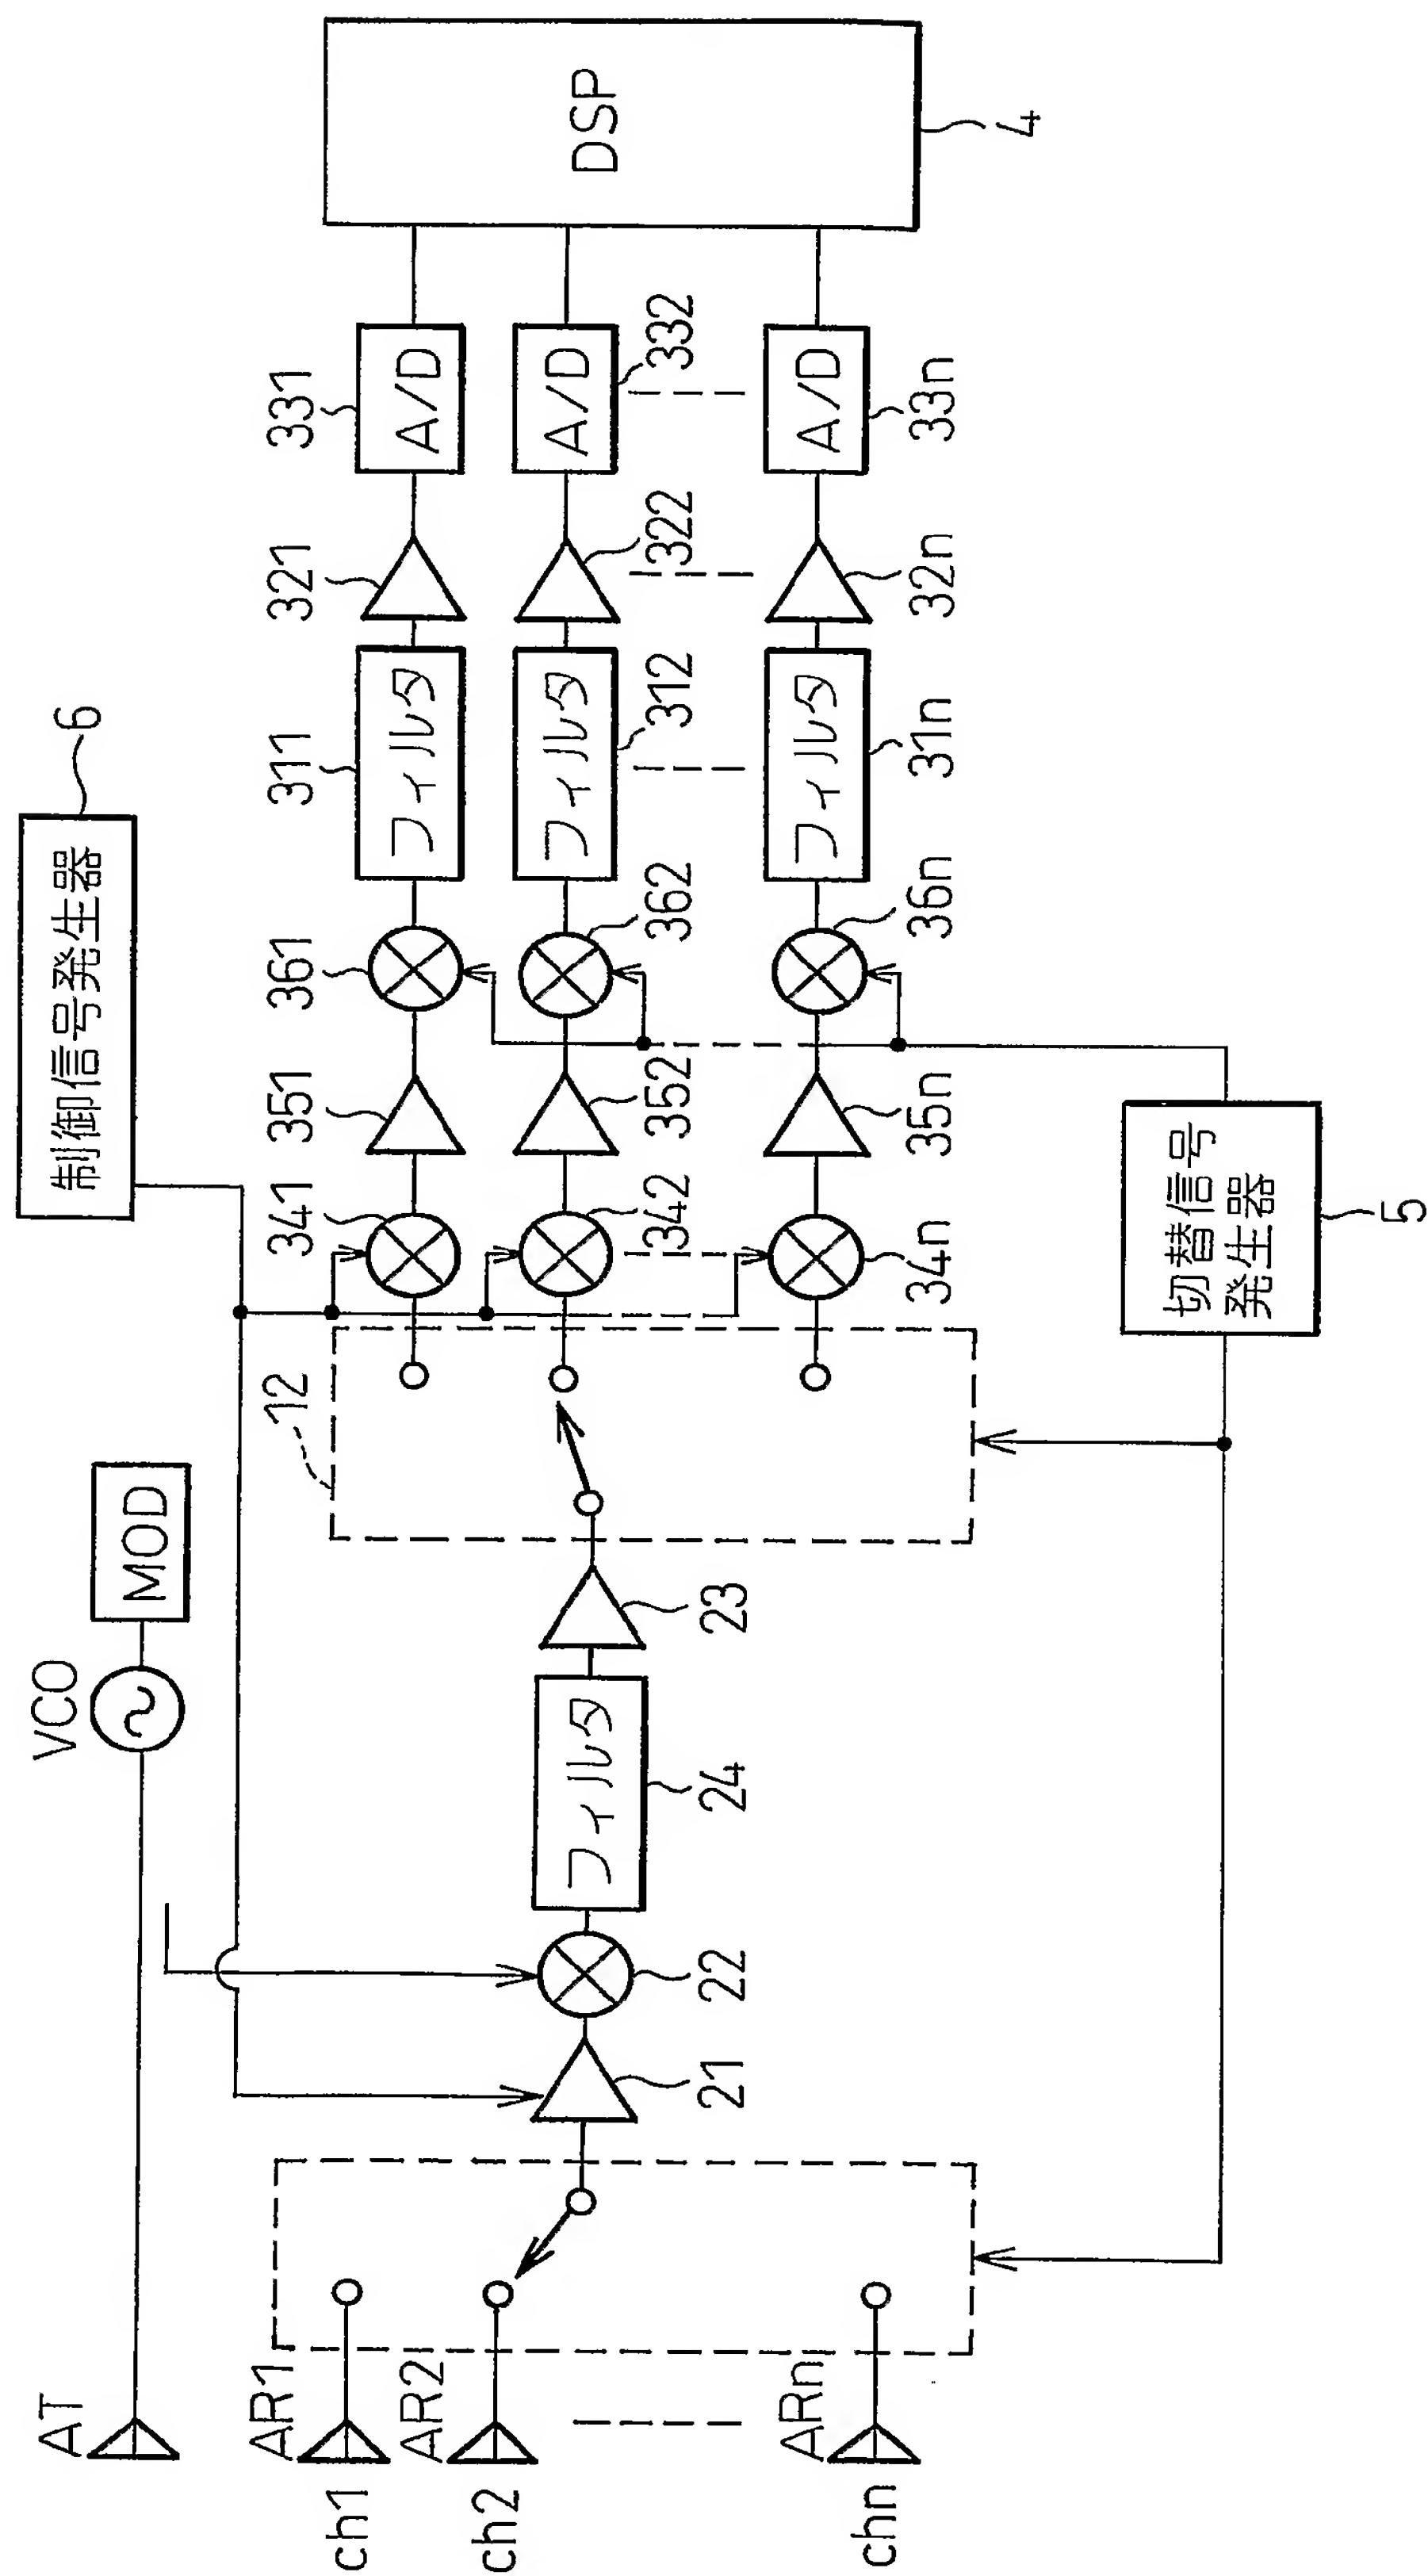 AT
VCO
MOD
制御信号発生器
6
AR1
ch1
AR2
ch2
ARn
chn
21
22
フィルタ
24
23
12
341
351
361
311
フィルタ
321
331
A/D
342
352
362
フィルタ
312
322
A/D
332
34n
35n
36n
フィルタ
31n
32n
A/D
33n
DSP
4
切替信号
発生器
5